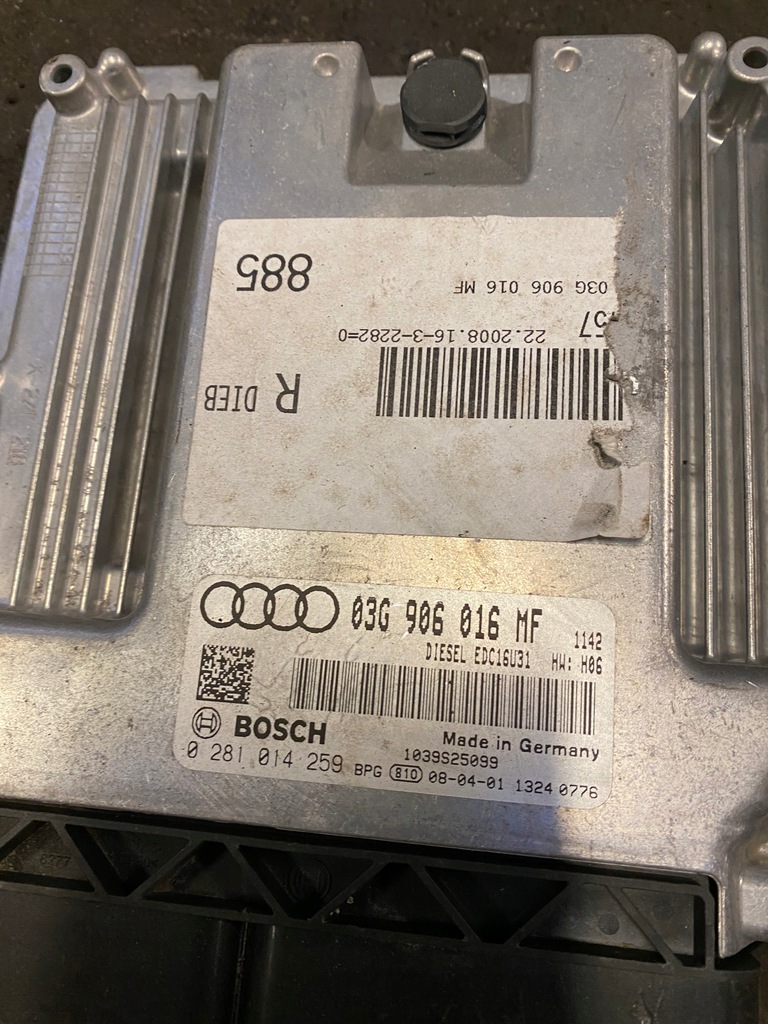 885
03G 906 016 MF
57
22.2008.16-3-2282=0
R DIEB
03G 906 016 MF
1142
DIESEL EDC16U31 HW: H06
BOSCH
Made in Germany
1039S25099
0 281 014 259 BPG 810 08-04-01 1324 0776